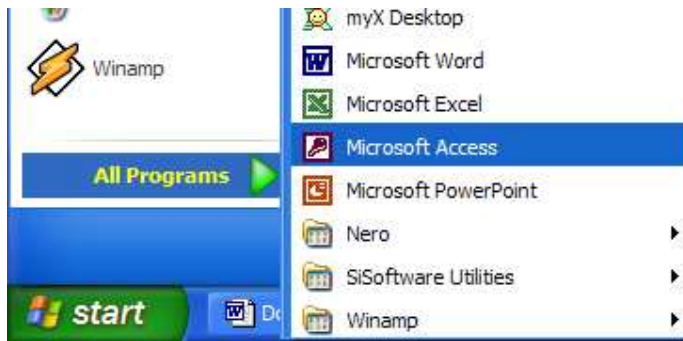 Winamp
All Programs
start
myX Desktop
Microsoft Word
Microsoft Excel
Microsoft Access
Microsoft PowerPoint
Nero
SiSoftware Utilities
Winamp